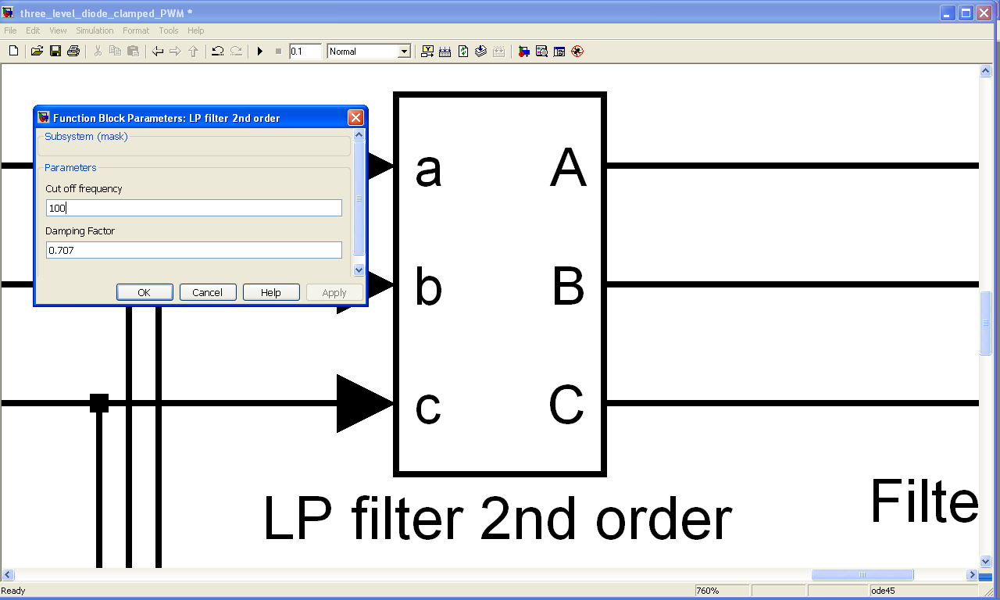 three_level_diode_clamped_PWM *
File Edit View Simulation Format Tools Help
0.1 Normal
Function Block Parameters: LP filter 2nd order
Subsystem (mask)
Parameters
Cut off frequency
100
Damping Factor
0.707
OK Cancel Help Apply
a A
b B
c C
LP filter 2nd order
Filte
Ready 760% ode45